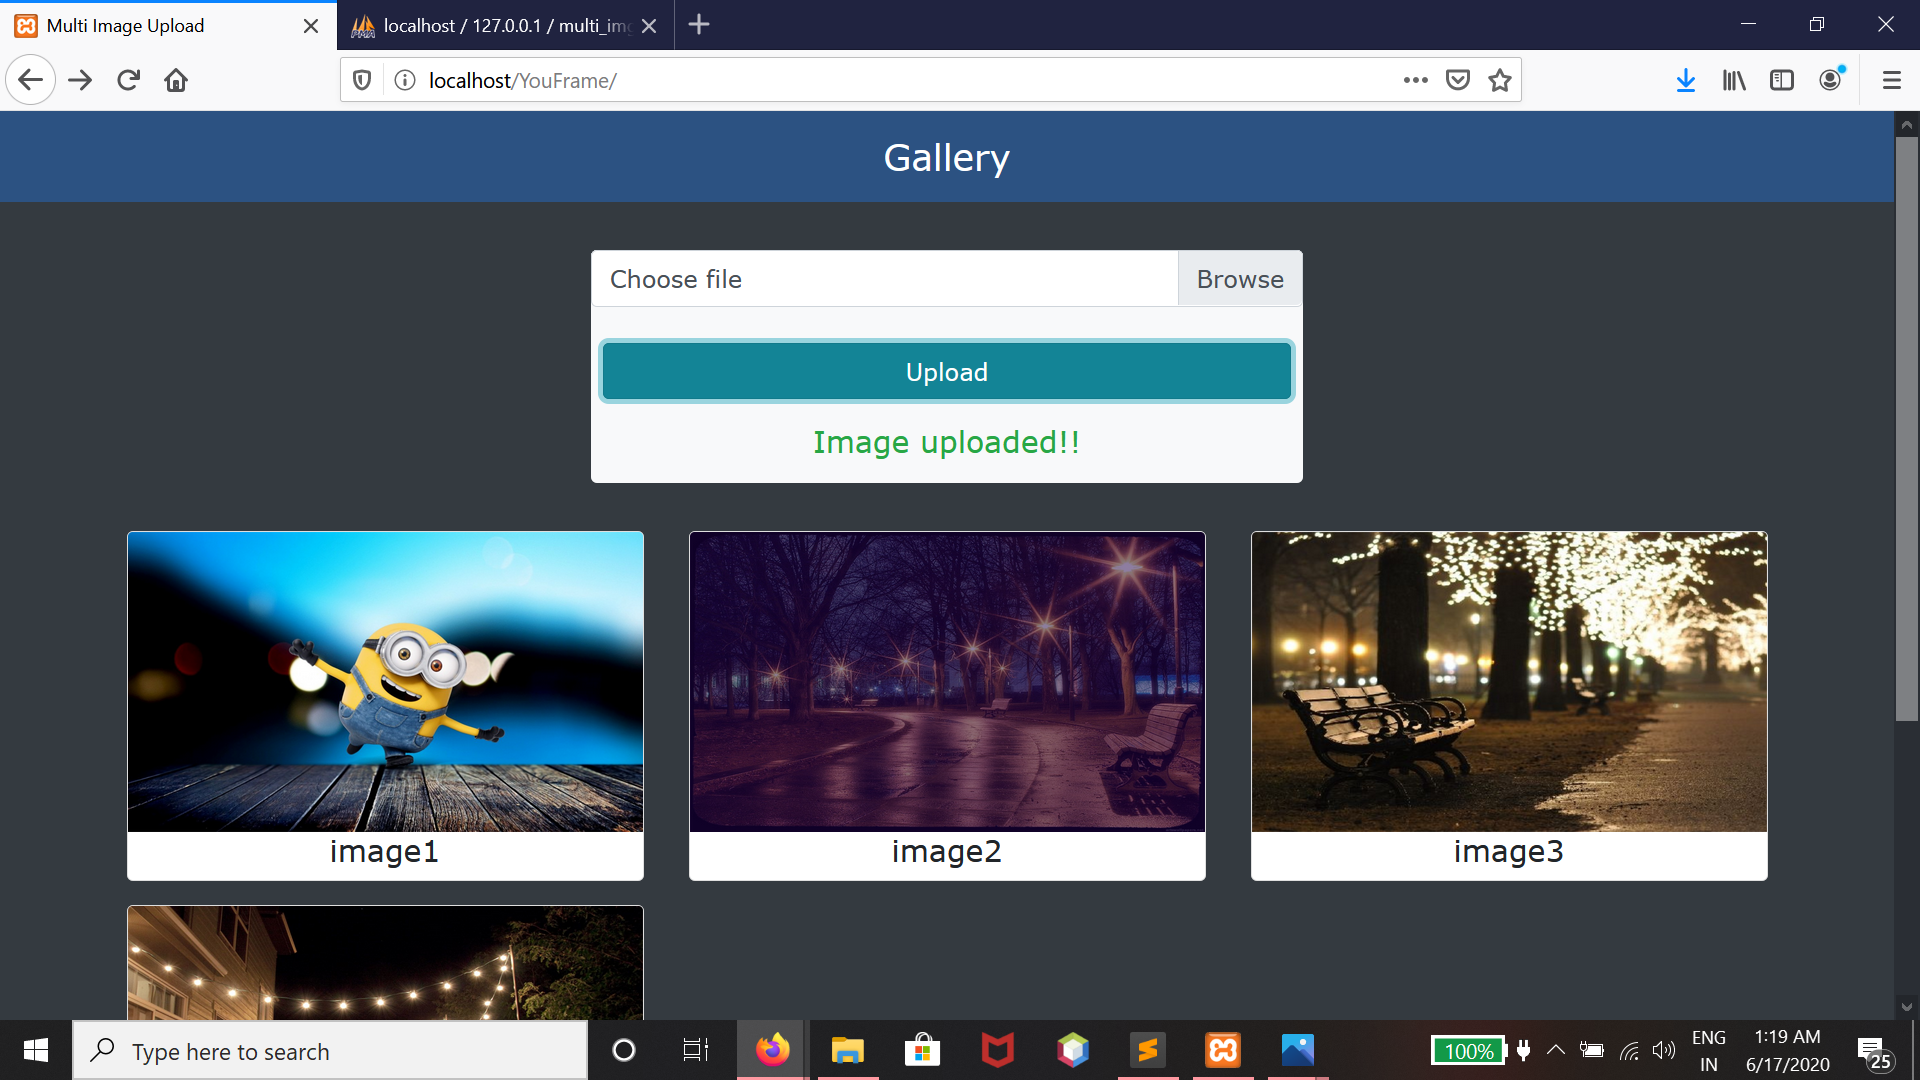 Multi Image Upload
localhost / 127.0.0.1 / multi_im
localhost/YouFrame/
Gallery
Choose file
Browse
Upload
Image uploaded!!
image1
image2
image3
Type here to search
100%
ENG
IN
1:19 AM
6/17/2020
25